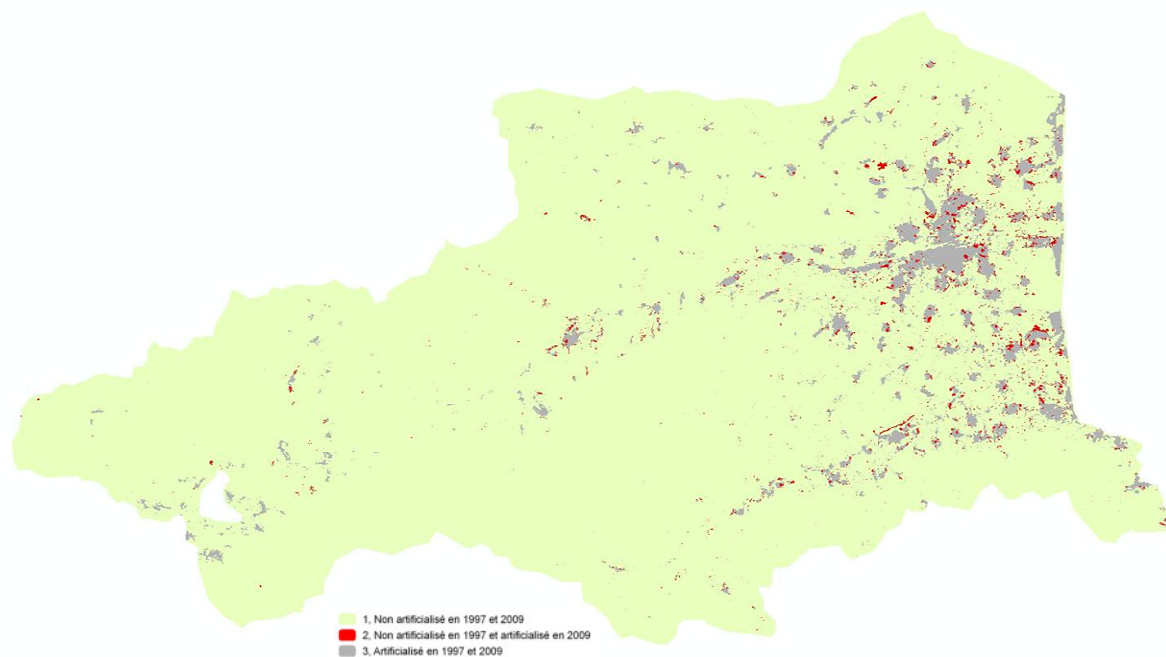 1, Non artificialisé en 1997 et 2009
2, Non artificialisé en 1997 et artificialisé en 2009
3, Artificialisé en 1997 et 2009